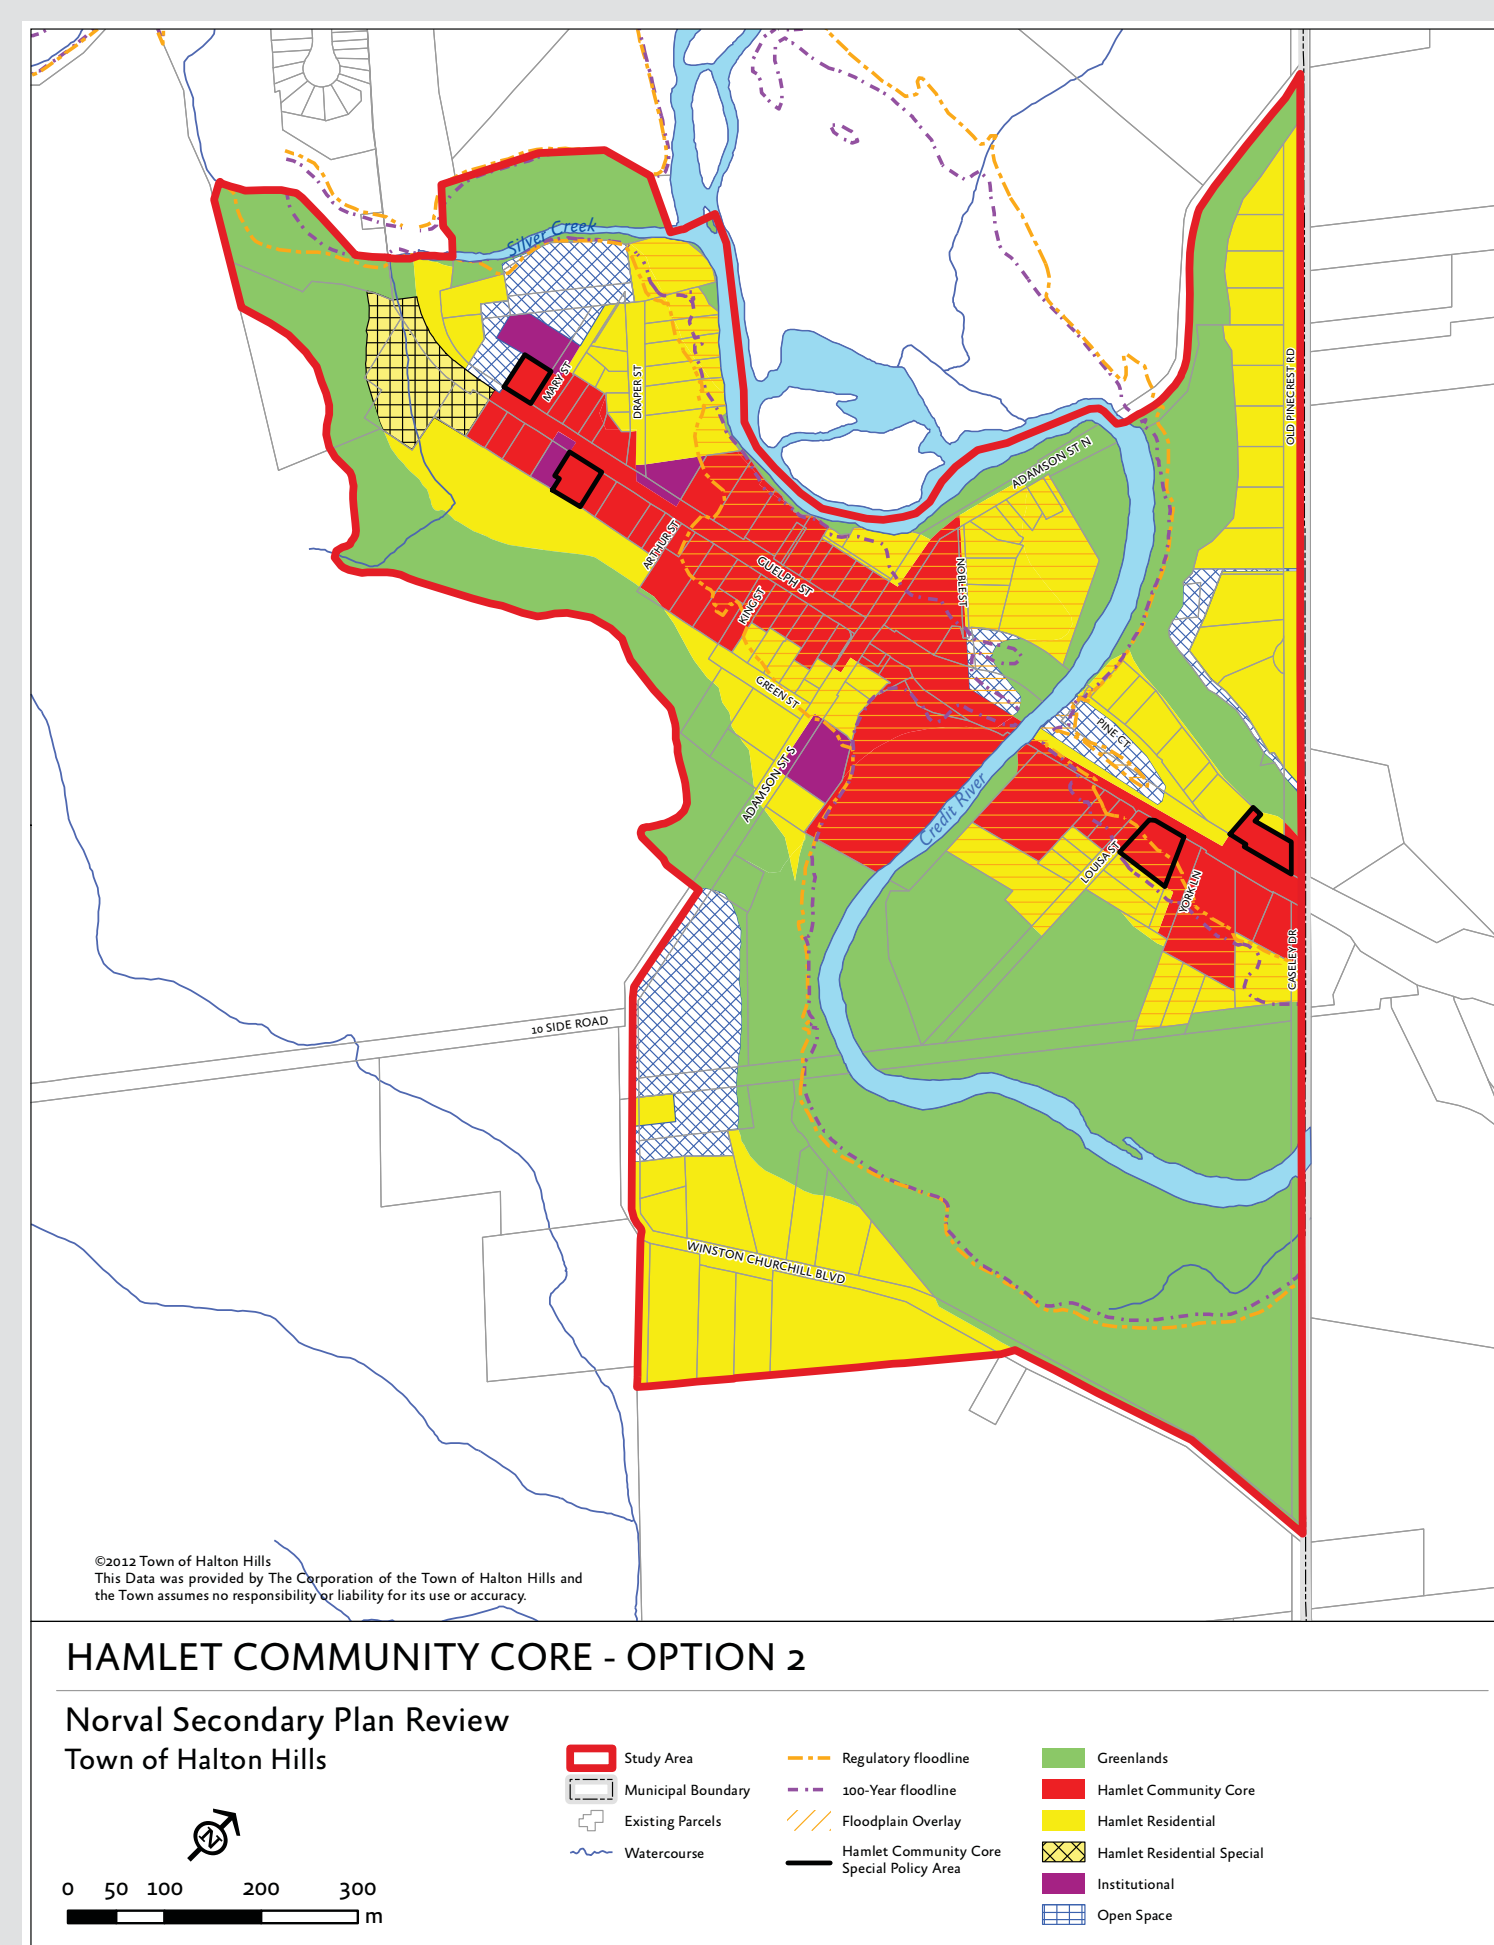 Silver Creek
MARY ST
DRAPER ST
OLD PINECREST RD
ADAMSON ST N
ARTHUR ST
GUELPH ST
NOBLE ST
KING ST
GREEN ST
PINE CT
ADAMSON ST S
Credit River
LOUISA ST
YORK LN
CASELEY DR
10 SIDE ROAD
WINSTON CHURCHILL BLVD
©2012 Town of Halton Hills
This Data was provided by The Corporation of the Town of Halton Hills and
the Town assumes no responsibility or liability for its use or accuracy.
HAMLET COMMUNITY CORE - OPTION 2
Norval Secondary Plan Review
Town of Halton Hills
N
0 50 100 200 300
m
Study Area
Municipal Boundary
Existing Parcels
Watercourse
Regulatory floodline
100-Year floodline
Floodplain Overlay
Hamlet Community Core
Special Policy Area
Greenlands
Hamlet Community Core
Hamlet Residential
Hamlet Residential Special
Institutional
Open Space